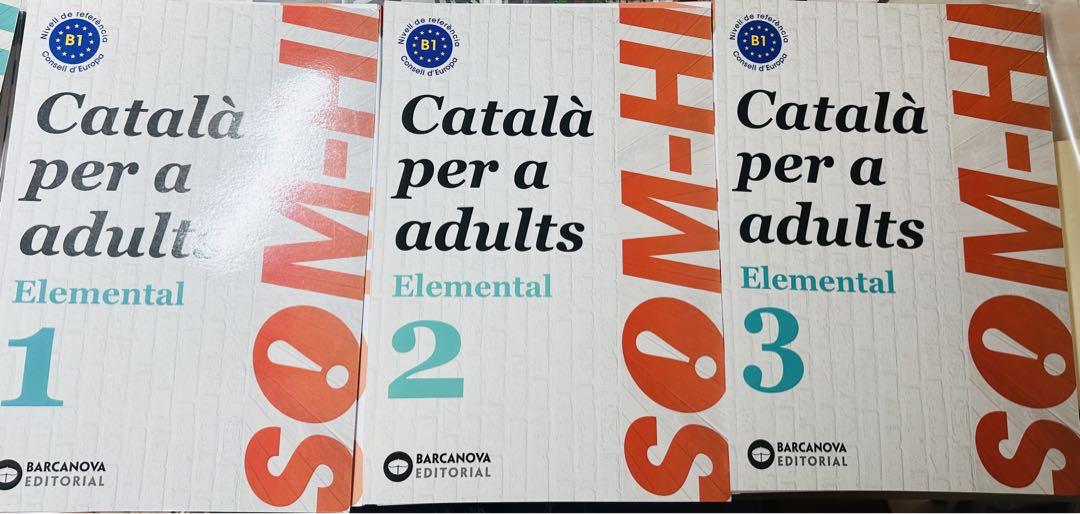 Nivell de referència
B1
Consell d'Europa
Català
per a
adults
Elemental
1
BARCANOVA
EDITORIAL
SOM-HI
Nivell de referència
B1
Consell d'Europa
Català
per a
adults
Elemental
2
BARCANOVA
EDITORIAL
SOM-HI
Nivell de referència
B1
Consell d'Europa
Català
per a
adults
Elemental
3
BARCANOVA
EDITORIAL
SOM-HI